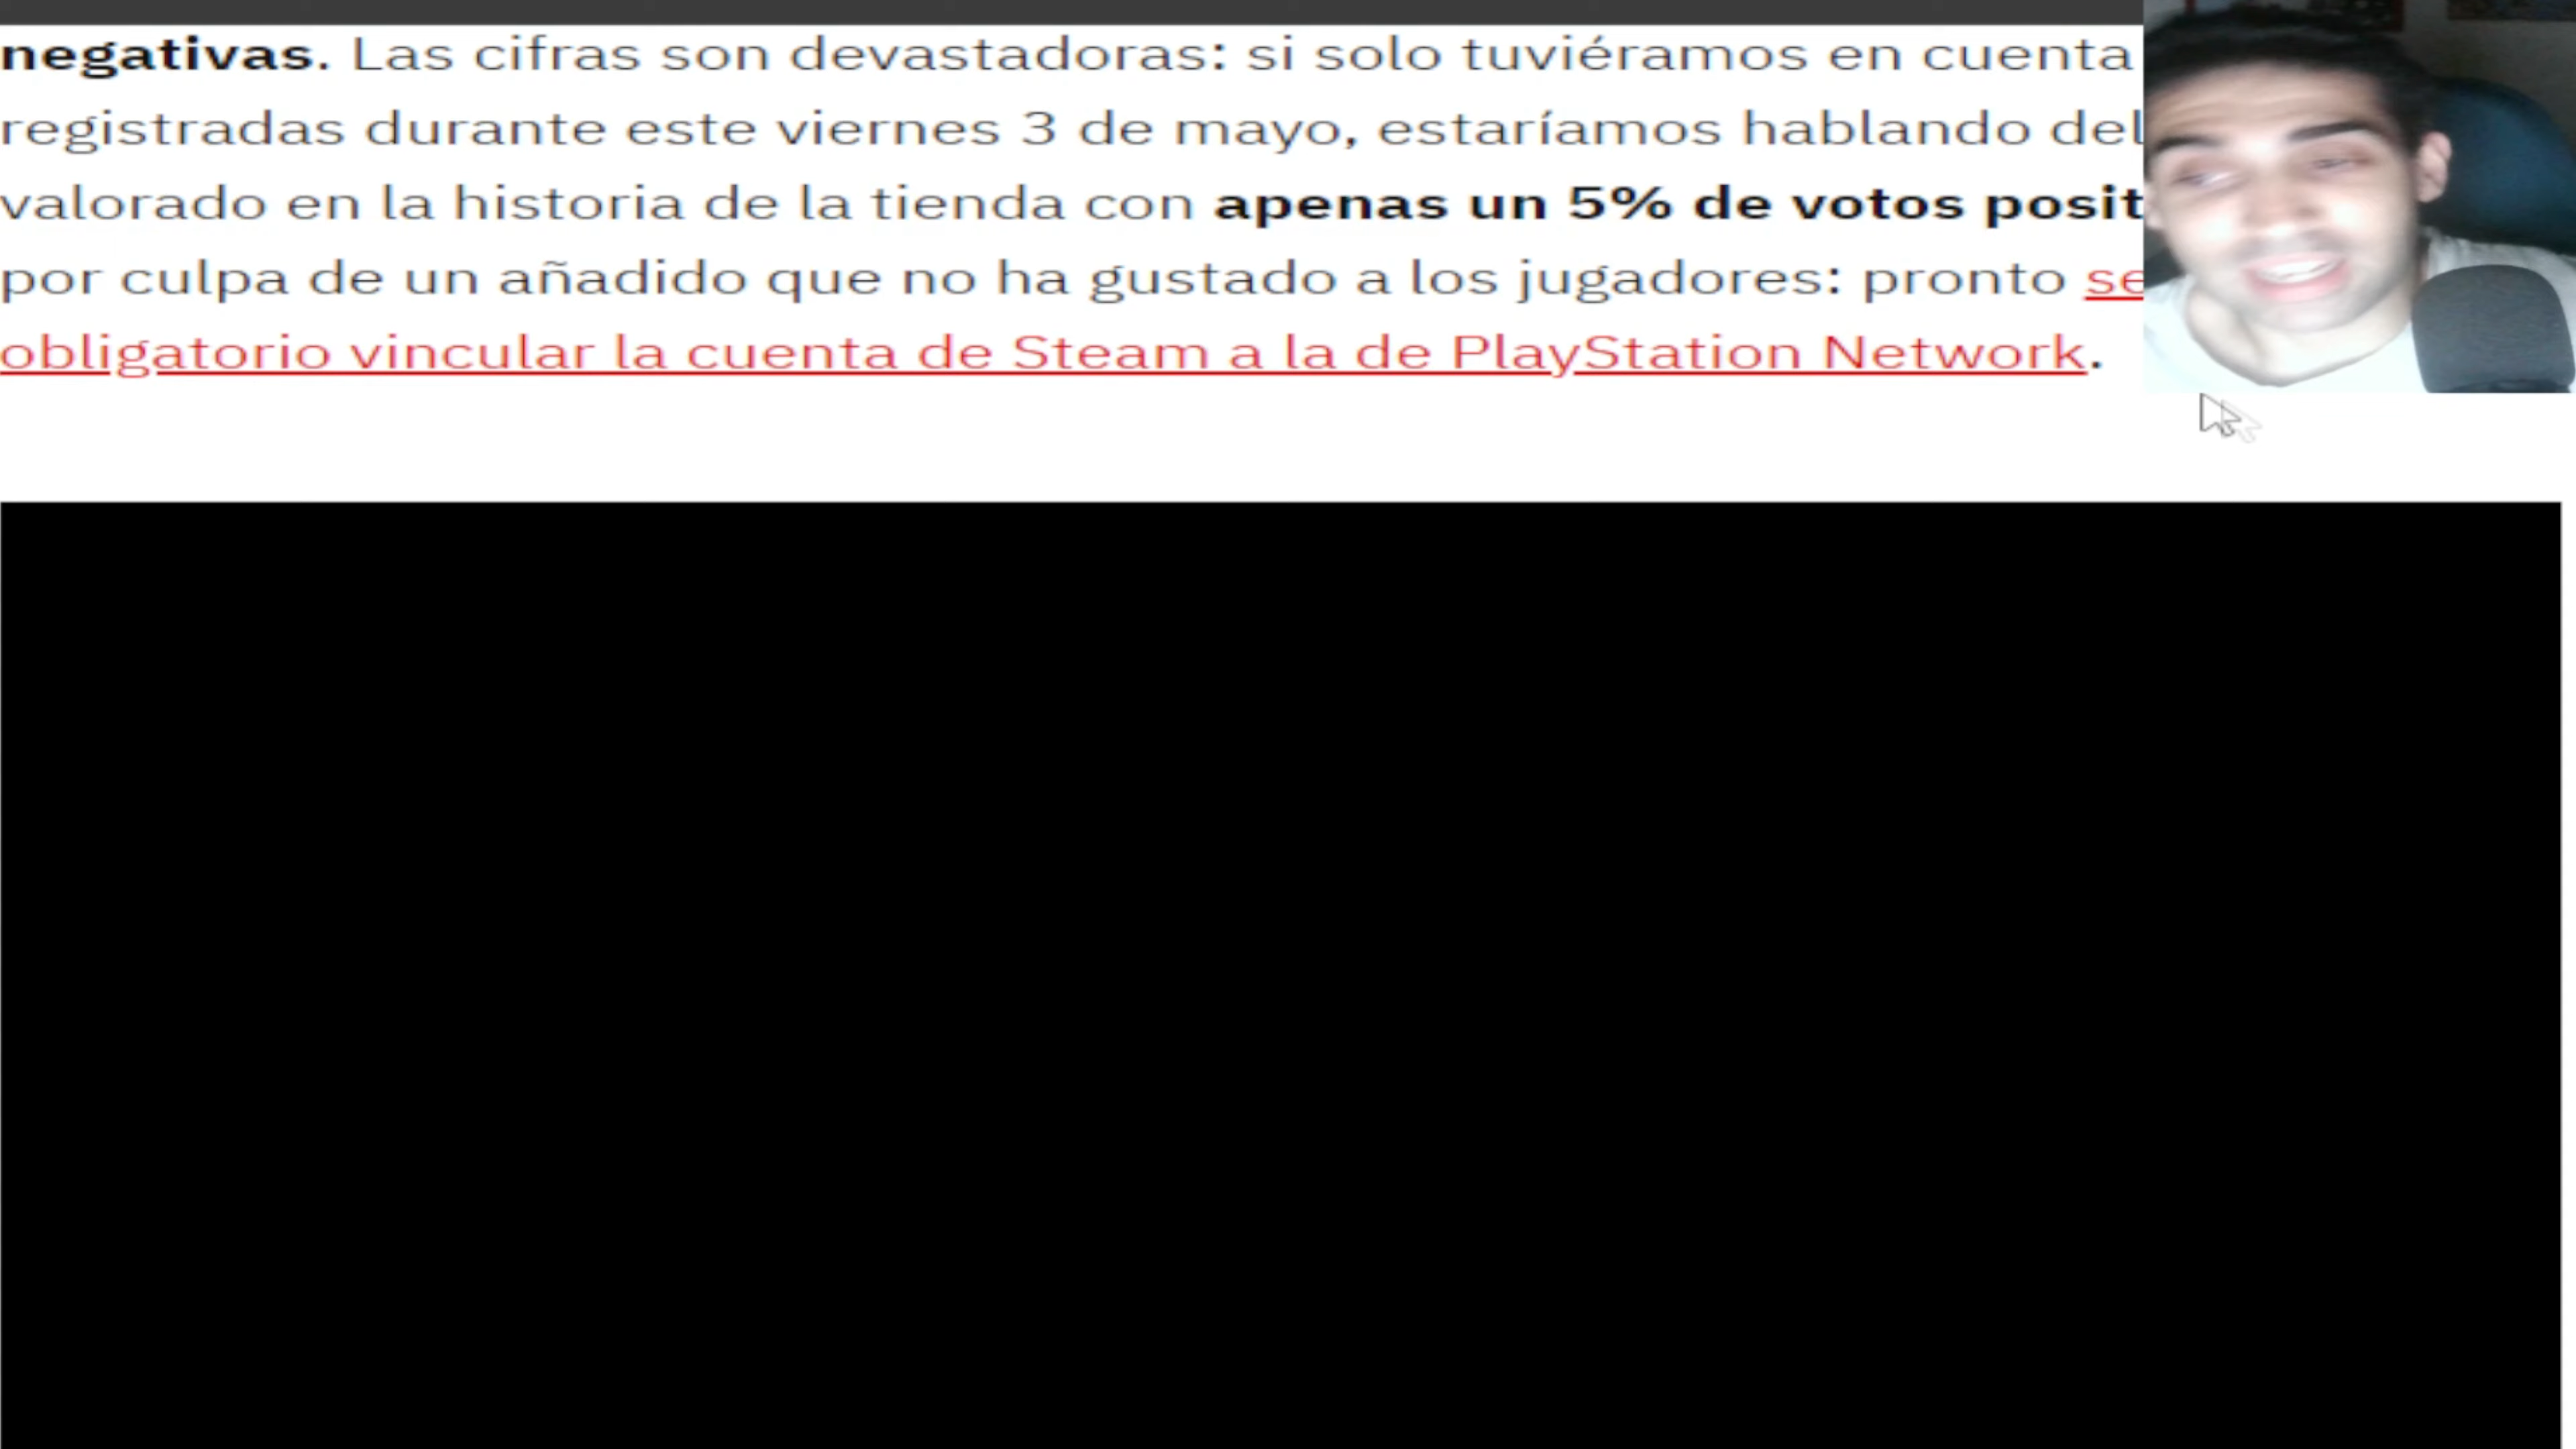 negativas. Las cifras son devastadoras: si solo tuviéramos en cuenta
registradas durante este viernes 3 de mayo, estaríamos hablando del
valorado en la historia de la tienda con apenas un 5% de votos posit
por culpa de un añadido que no ha gustado a los jugadores: pronto se
obligatorio vincular la cuenta de Steam a la de PlayStation Network.